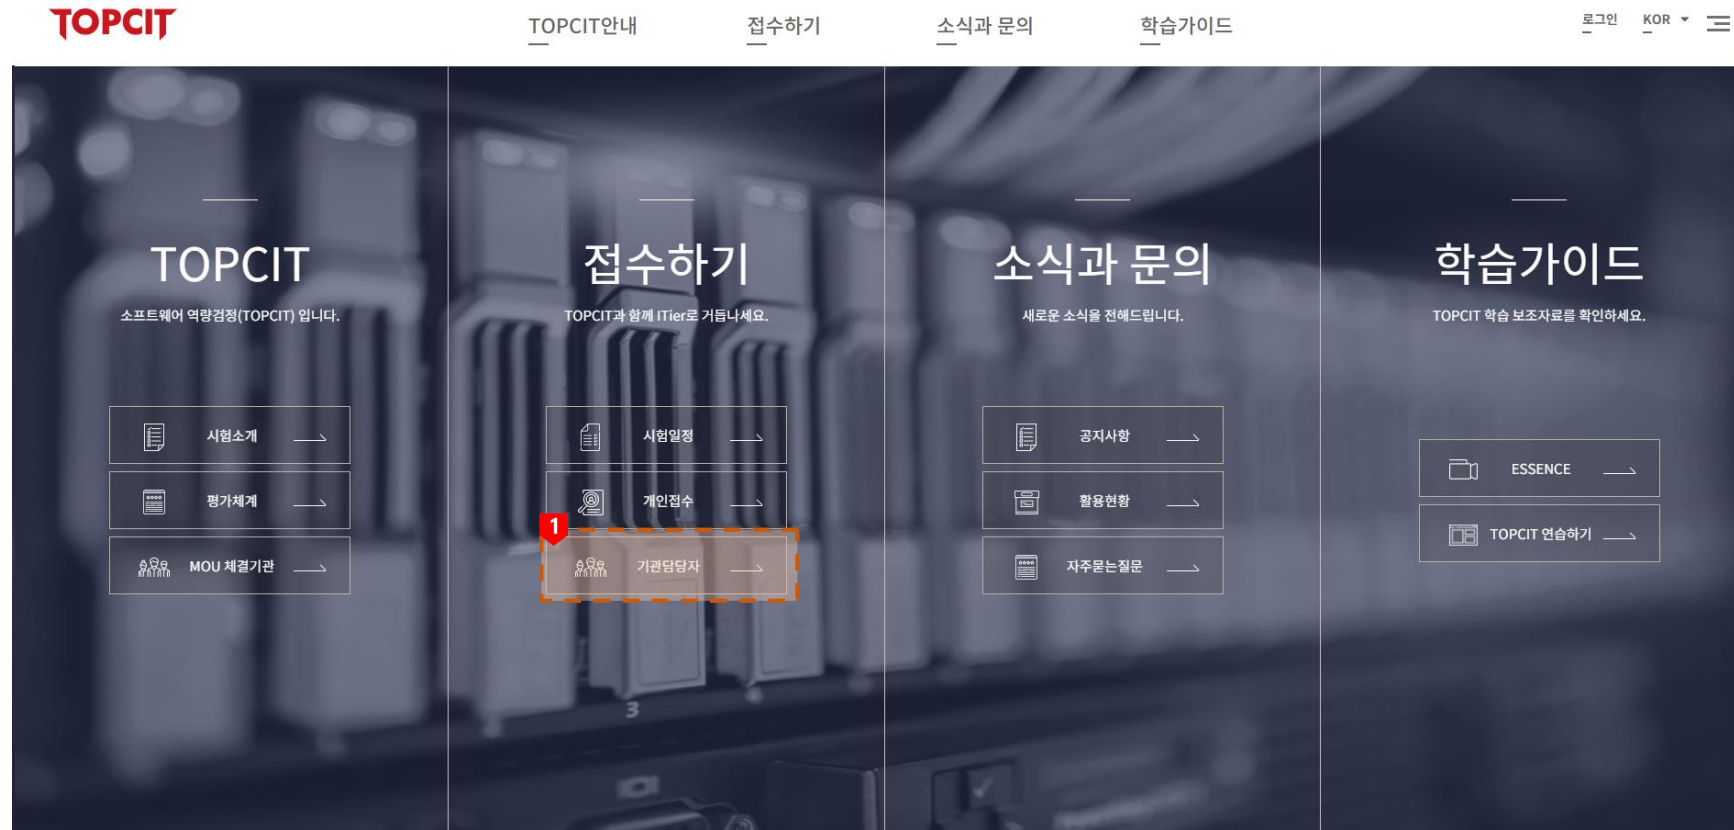 TOPCIT
TOPCIT안내
접수하기
소식과 문의
학습가이드
로그인
KOR
TOPCIT
소프트웨어 역량검정(TOPCIT) 입니다.
시험소개
평가체계
MOU 체결기관
접수하기
TOPCIT과 함께 ITier로 거듭나세요.
시험일정
개인접수
1
기관담당자
3
소식과 문의
새로운 소식을 전해드립니다.
공지사항
활용현황
자주묻는질문
학습가이드
TOPCIT 학습 보조자료를 확인하세요.
ESSENCE
TOPCIT 연습하기